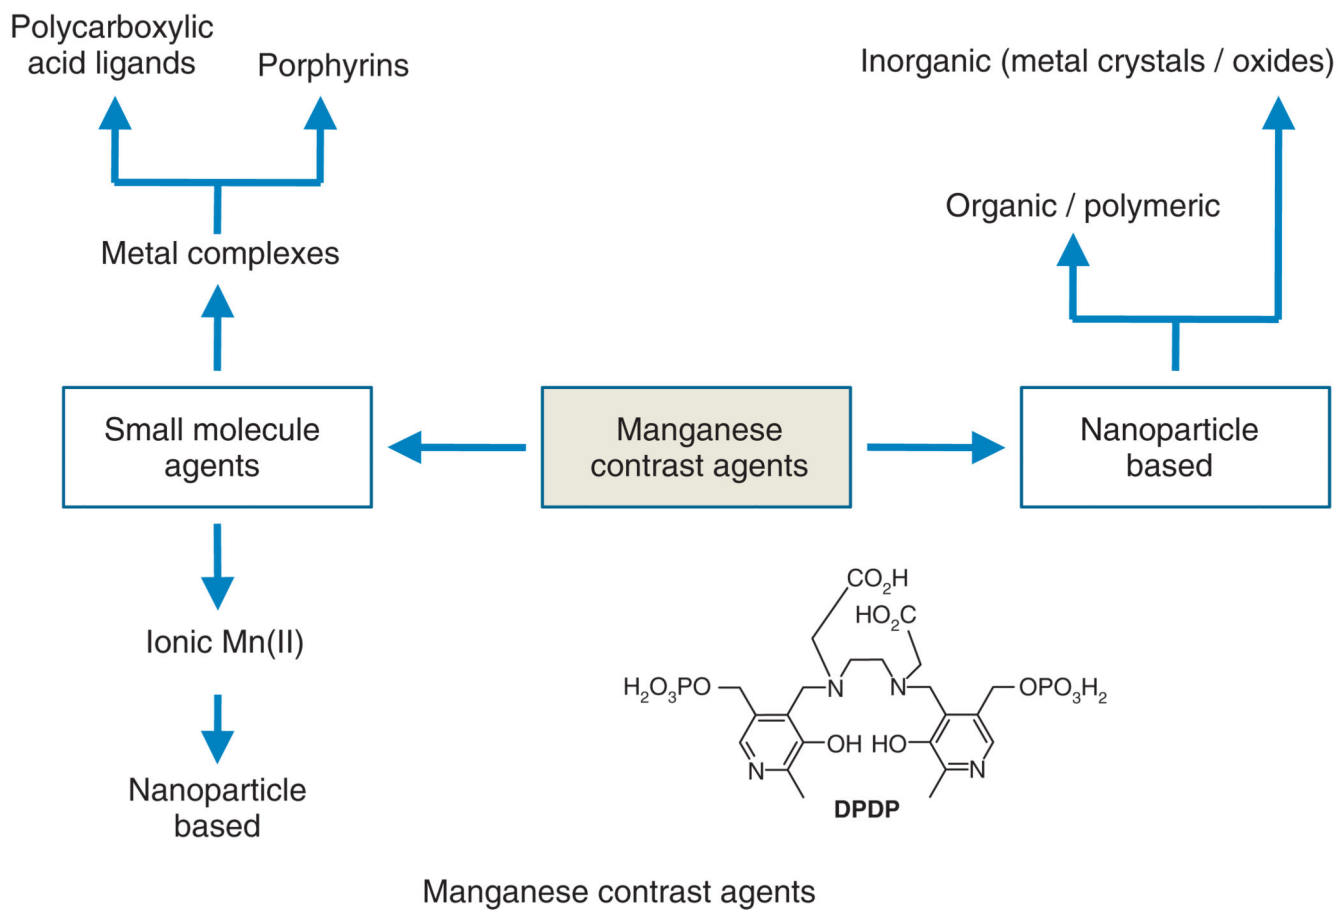 Polycarboxylic
acid ligands
Porphyrins
Inorganic (metal crystals / oxides)
Organic / polymeric
Metal complexes
Small molecule
agents
Manganese
contrast agents
Nanoparticle
based
Ionic Mn(II)
Nanoparticle
based
CO₂H
HO₂C
H₂O₃PO
N
N
OPO₃H₂
OH
HO
N
N
DPDP
Manganese contrast agents